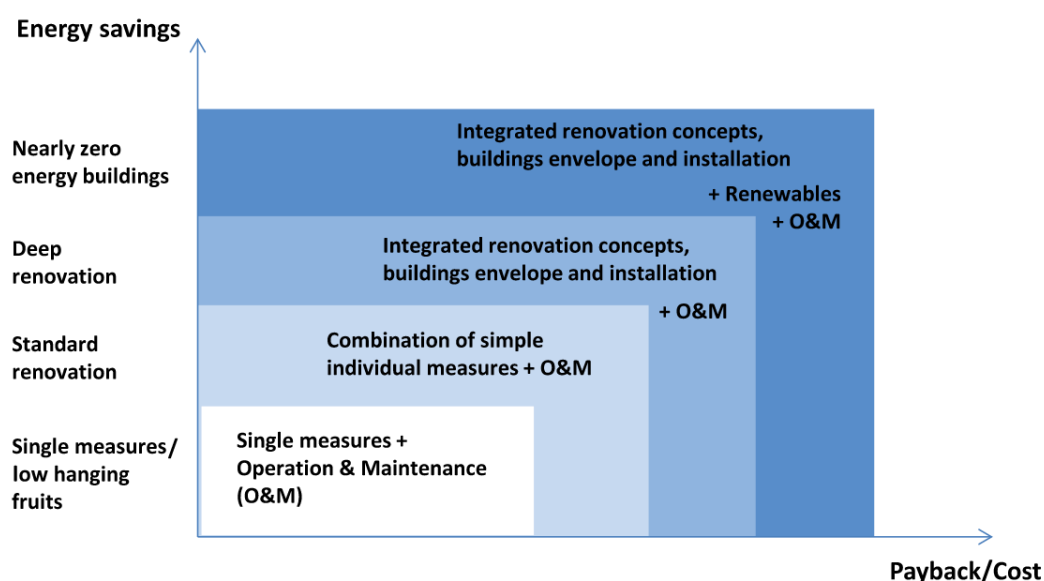 Energy savings
Nearly zero
energy buildings
Integrated renovation concepts,
buildings envelope and installation
+ Renewables
+ O&M
Deep
renovation
Integrated renovation concepts,
buildings envelope and installation
+ O&M
Standard
renovation
Combination of simple
individual measures + O&M
Single measures/
low hanging
fruits
Single measures +
Operation & Maintenance
(O&M)
Payback/Cost